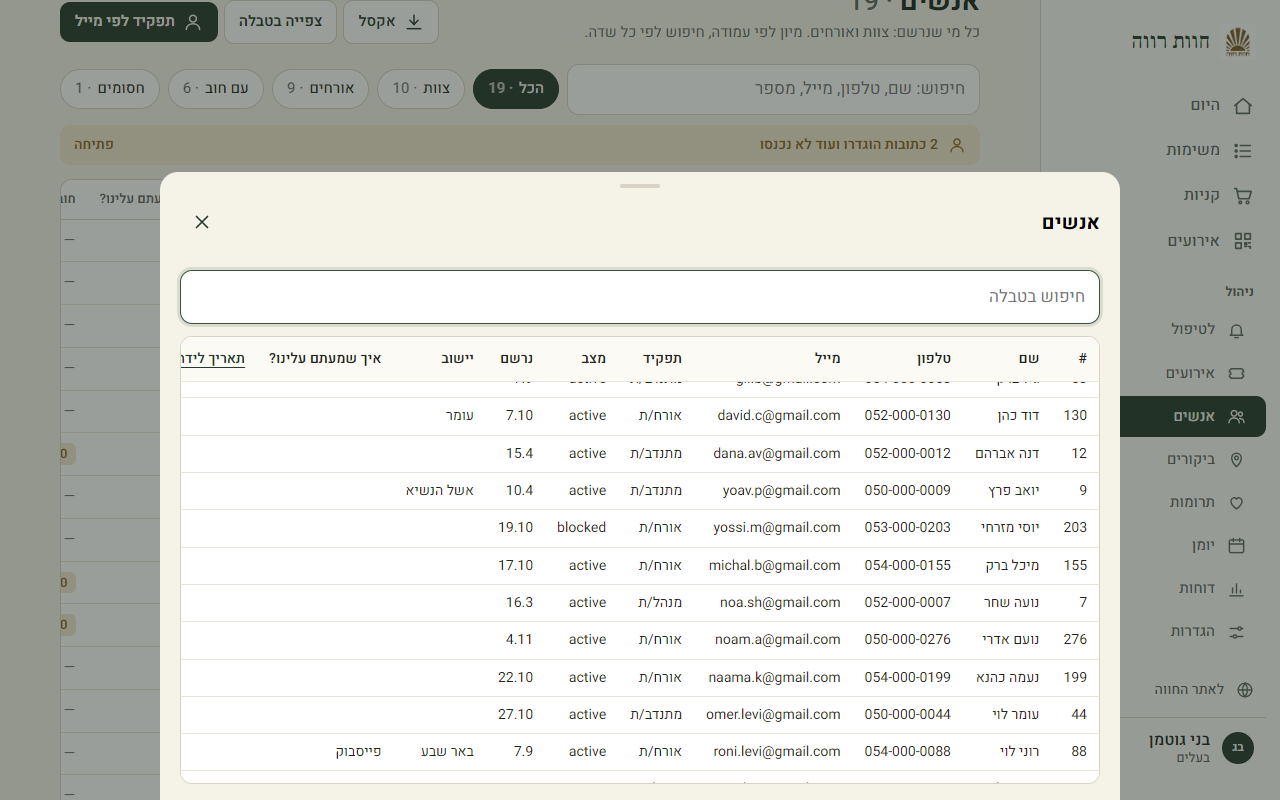 חוות רווה
היום
משימות
קניות
אירועים
ניהול
לטיפול
אירועים
אנשים
ביקורים
תרומות
יומן
דוחות
הגדרות
לאתר החווה
בג
בני גוטמן
בעלים
אנשים · 19
כל מי שנרשם: צוות ואורחים. מיון לפי עמודה, חיפוש לפי כל שדה.
אקסל
צפייה בטבלה
תפקיד לפי מייל
חיפוש: שם, טלפון, מייל, מספר
הכל · 19
צוות · 10
אורחים · 9
עם חוב · 6
חסומים · 1
2 כתובות הוגדרו ועוד לא נכנסו
פתיחה
אנשים
חיפוש בטבלה
# שם טלפון מייל תפקיד מצב נרשם יישוב איך שמעתם עלינו? תאריך לידה
130 דוד כהן 052-000-0130 david.c@gmail.com אורח/ת active 7.10 עומר
12 דנה אברהם 052-000-0012 dana.av@gmail.com מתנדב/ת active 15.4
9 יואב פרץ 050-000-0009 yoav.p@gmail.com מתנדב/ת active 10.4 אשל הנשיא
203 יוסי מזרחי 053-000-0203 yossi.m@gmail.com אורח/ת blocked 19.10
155 מיכל ברק 054-000-0155 michal.b@gmail.com אורח/ת active 17.10
7 נועה שחר 052-000-0007 noa.sh@gmail.com מנהל/ת active 16.3
276 נועם אדרי 050-000-0276 noam.a@gmail.com אורח/ת active 4.11
199 נעמה כהנא 054-000-0199 naama.k@gmail.com אורח/ת active 22.10
44 עומר לוי 050-000-0044 omer.levi@gmail.com מתנדב/ת active 27.10
88 רוני לוי 054-000-0088 roni.levi@gmail.com אורח/ת active 7.9 באר שבע פייסבוק